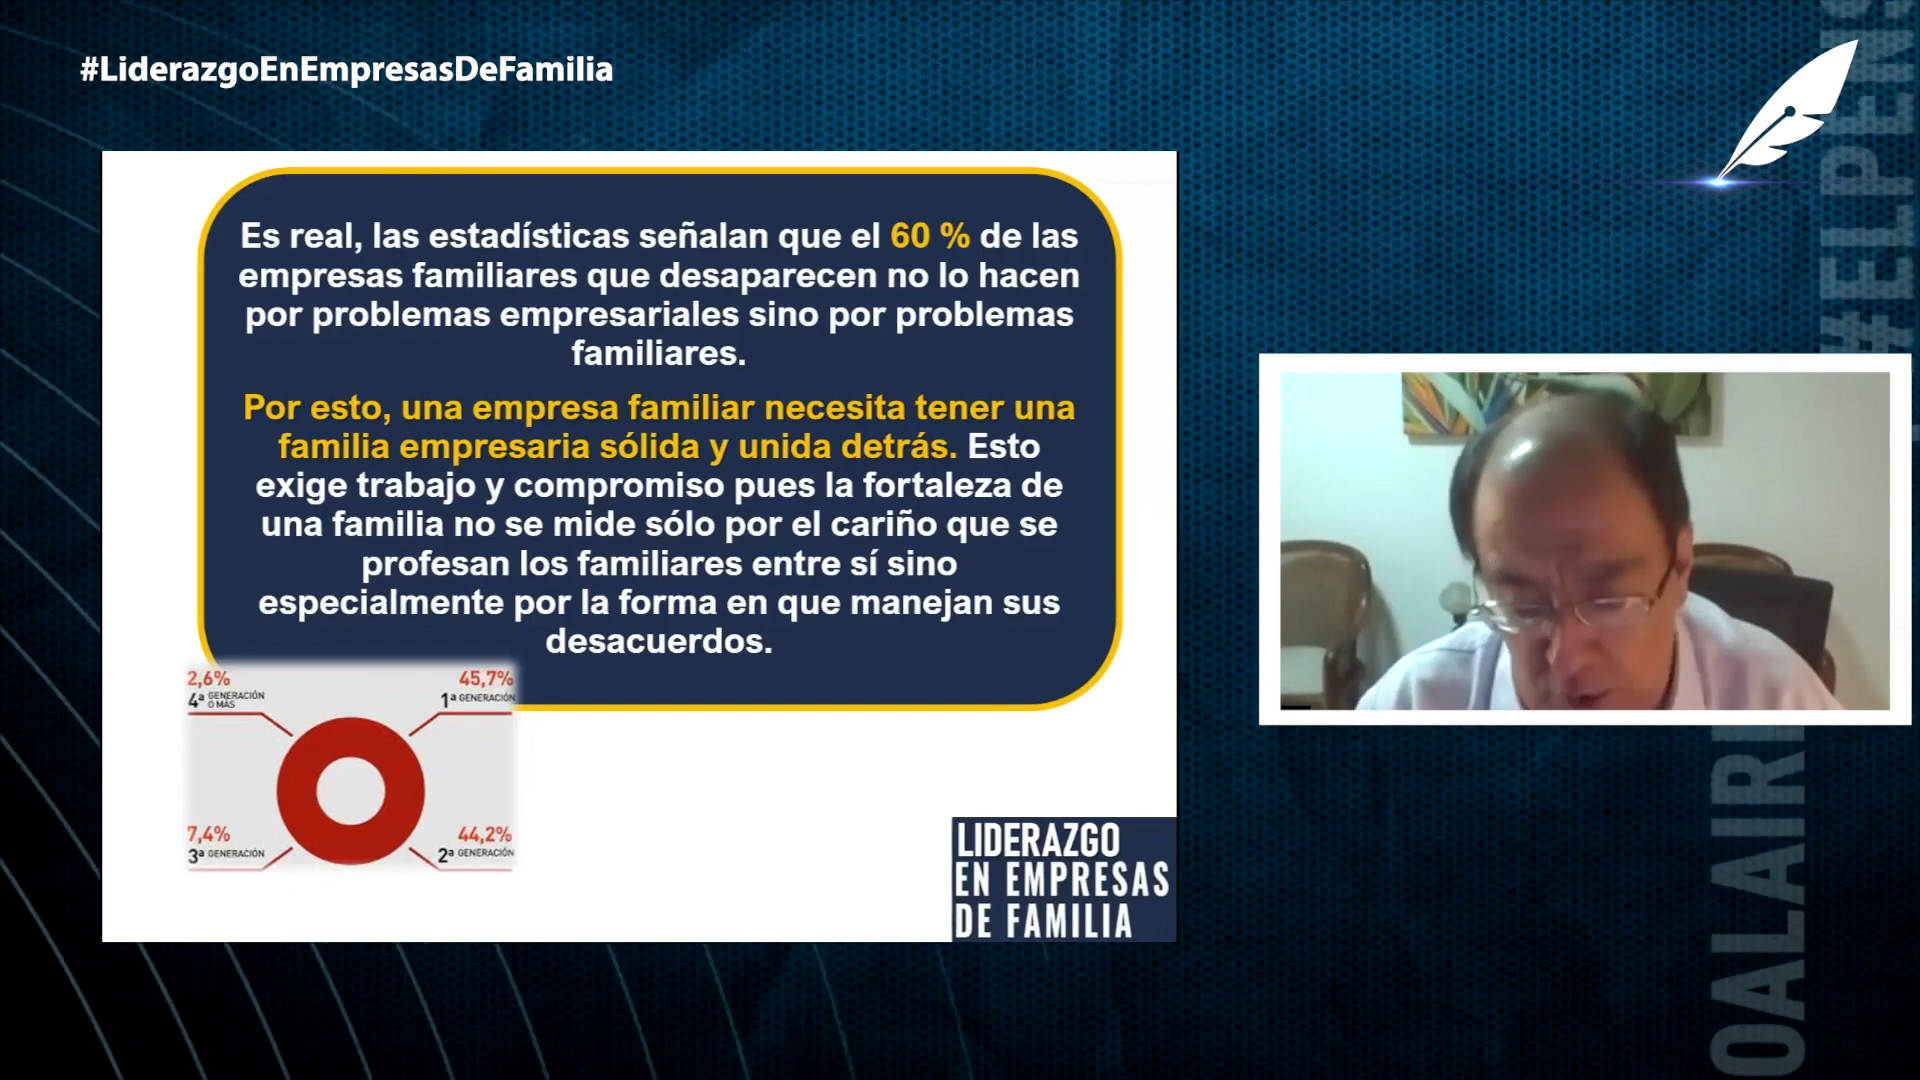 #LiderazgoEnEmpresasDeFamilia
Es real, las estadísticas señalan que el 60 % de las
empresas familiares que desaparecen no lo hacen
por problemas empresariales sino por problemas
familiares.
Por esto, una empresa familiar necesita tener una
familia empresaria sólida y unida detrás. Esto
exige trabajo y compromiso pues la fortaleza de
una familia no se mide sólo por el cariño que se
profesan los familiares entre sí sino
especialmente por la forma en que manejan sus
desacuerdos.
2,6%
4ª GENERACIÓN
O MÁS
45,7%
1ª GENERACIÓN
7,4%
3ª GENERACIÓN
44,2%
2ª GENERACIÓN
LIDERAZGO
EN EMPRESAS
DE FAMILIA
#ELPENS
OALAIR